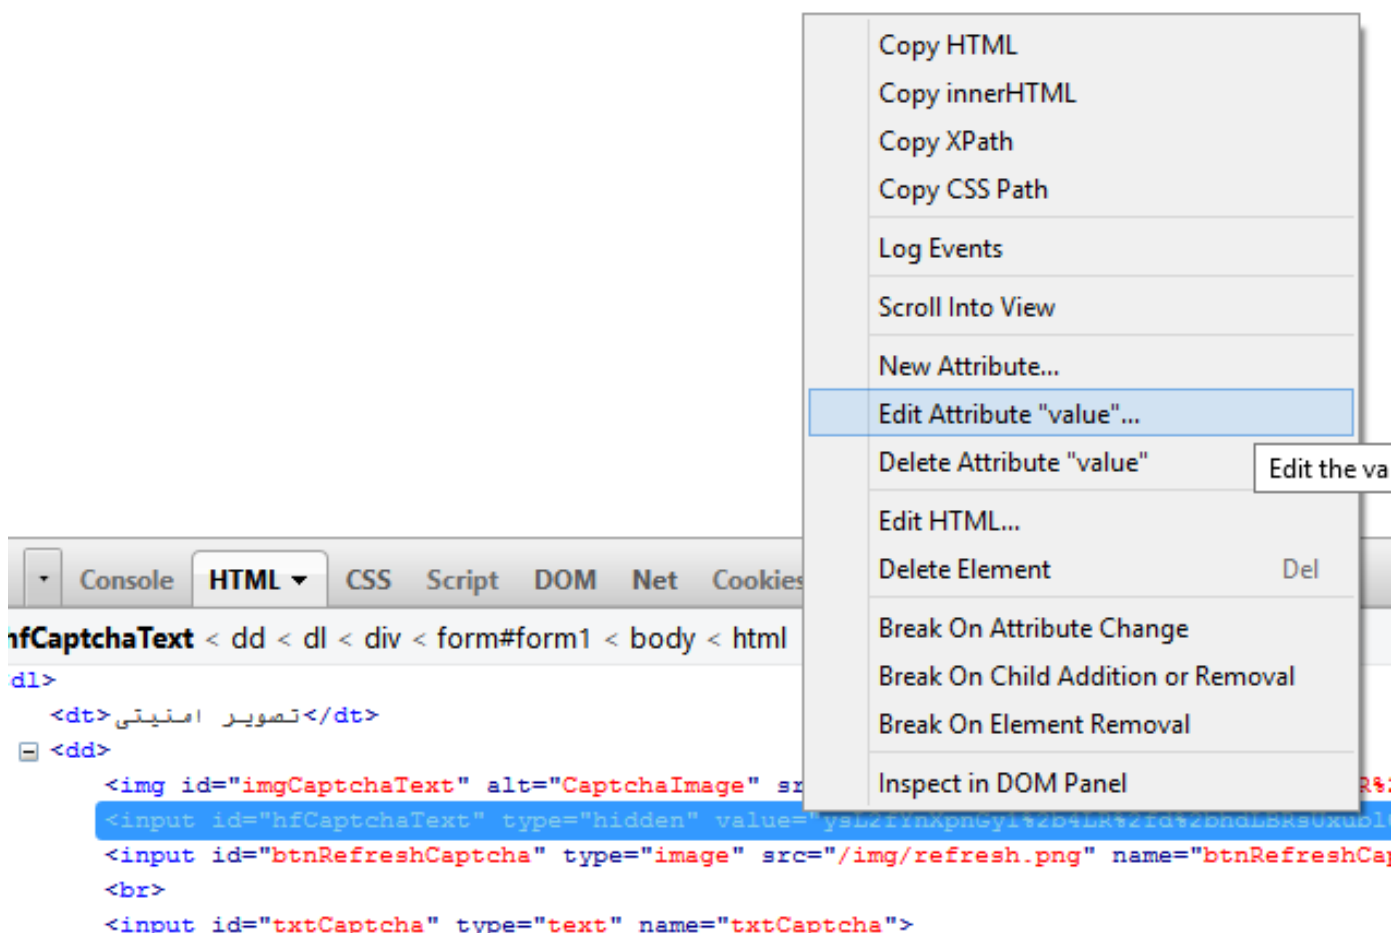 Copy HTML
Copy innerHTML
Copy XPath
Copy CSS Path
Log Events
Scroll Into View
New Attribute...
Edit Attribute "value"...
Delete Attribute "value"
Edit the va
Edit HTML...
Delete Element Del
Break On Attribute Change
Break On Child Addition or Removal
Break On Element Removal
Inspect in DOM Panel
Console HTML CSS Script DOM Net Cookies
hfCaptchaText < dd < dl < div < form#form1 < body < html
dl>
<dt>تصویر امنیتی</dt>
<dd>
<img id="imgCaptchaText" alt="CaptchaImage" sr
<input id="hfCaptchaText" type="hidden" value=
<input id="btnRefreshCaptcha" type="image" src="/img/refresh.png" name="btnRefreshCap
<br>
<input id="txtCaptcha" type="text" name="txtCaptcha">